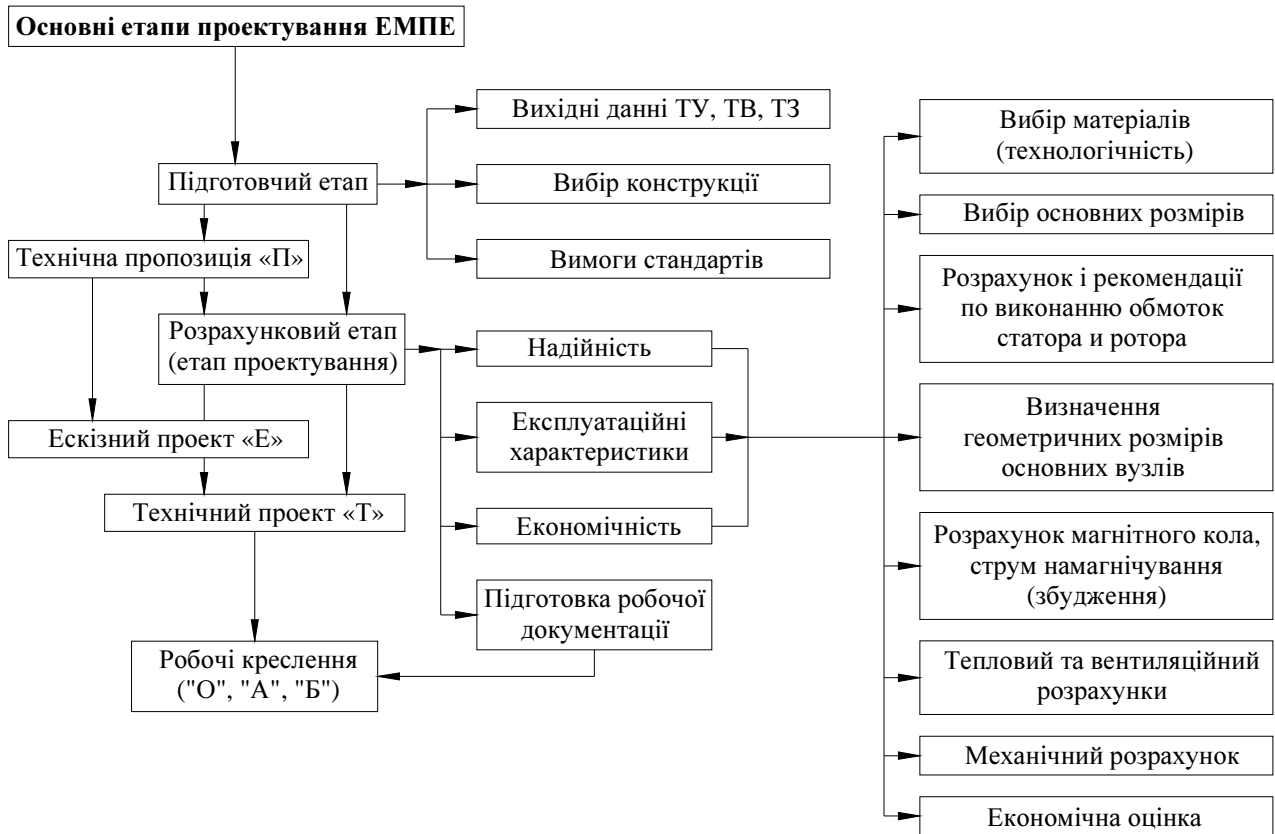 Основні етапи проектування ЕМПЕ
Підготовчий етап
Технічна пропозиція «П»
Розрахунковий етап
(етап проектування)
Ескізний проект «Е»
Технічний проект «Т»
Робочі креслення
("О", "А", "Б")
Вихідні данні ТУ, ТВ, ТЗ
Вибір конструкції
Вимоги стандартів
Надійність
Експлуатаційні
характеристики
Економічність
Підготовка робочої
документації
Вибір матеріалів
(технологічність)
Вибір основних розмірів
Розрахунок і рекомендації
по виконанню обмоток
статора и ротора
Визначення
геометричних розмірів
основних вузлів
Розрахунок магнітного кола,
струм намагнічування
(збудження)
Тепловий та вентиляційний
розрахунки
Механічний розрахунок
Економічна оцінка